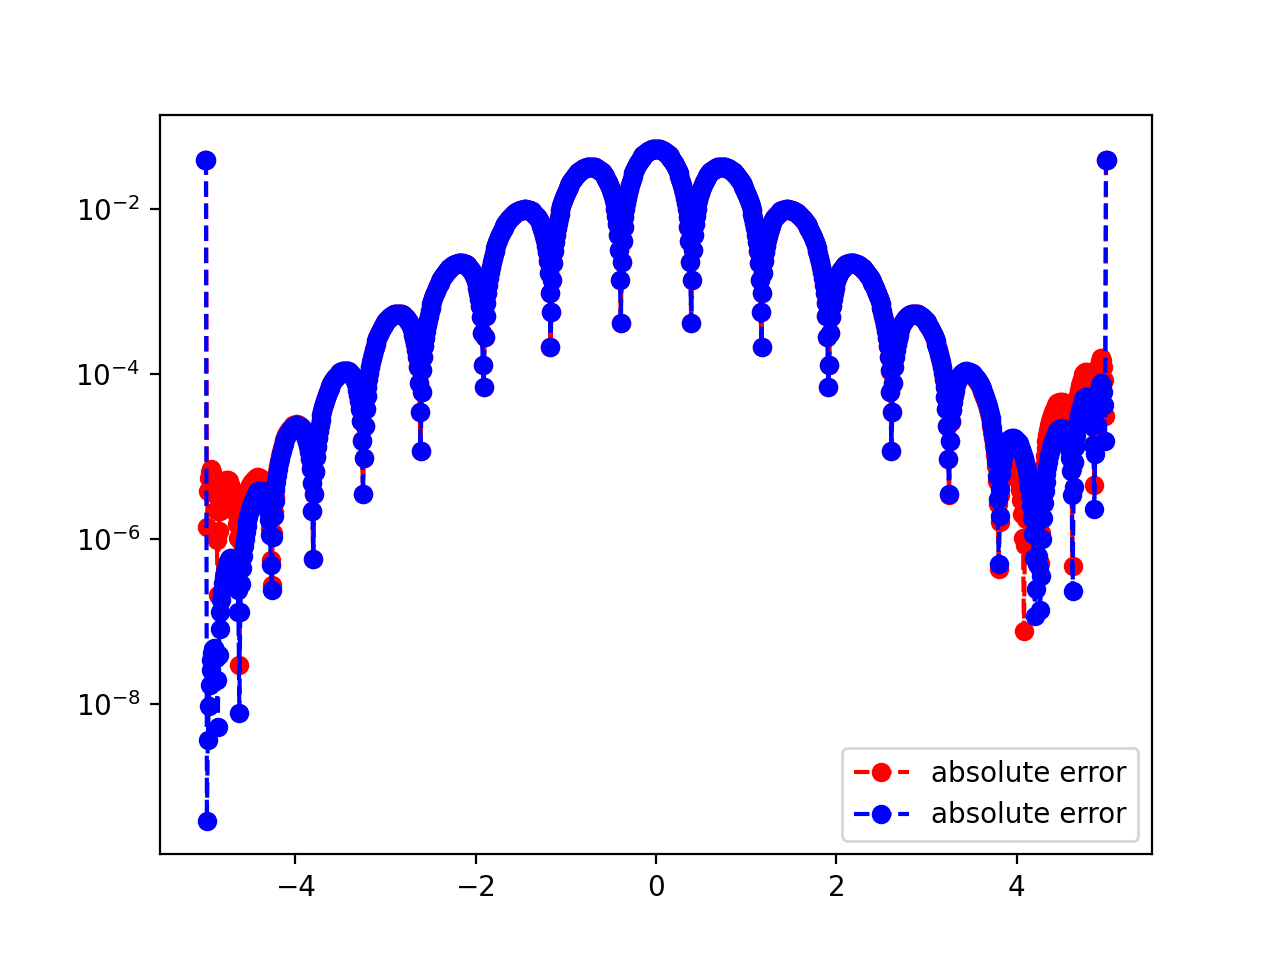 10⁻²
10⁻⁴
10⁻⁶
10⁻⁸
−4 −2 0 2 4
absolute error
absolute error